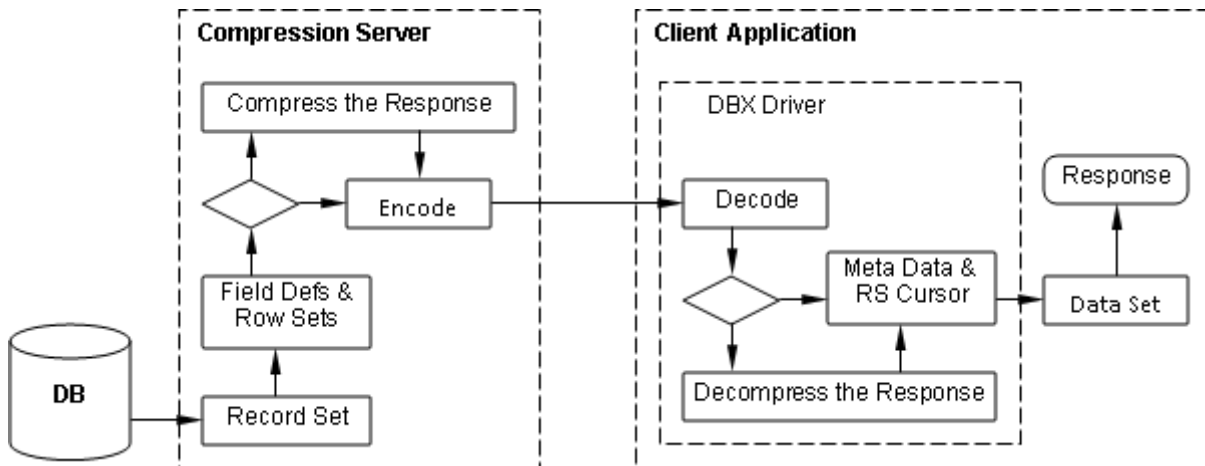 Compression Server
Compress the Response
Encode
Field Defs &
Row Sets
DB
Record Set
Client Application
DBX Driver
Decode
Meta Data &
RS Cursor
Decompress the Response
Response
Data Set